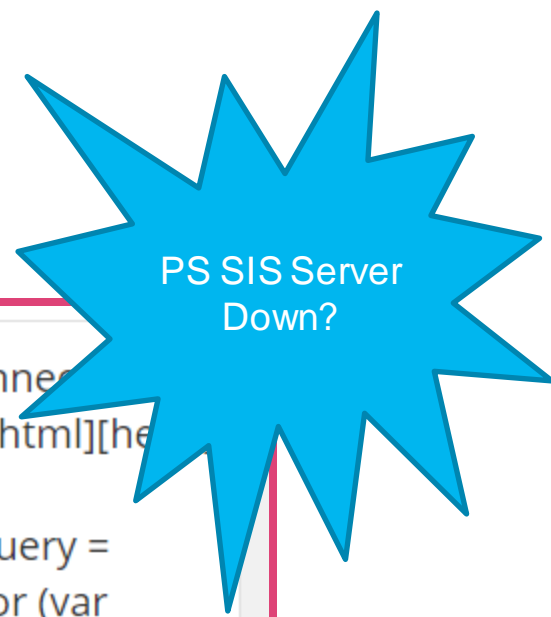 PS SIS Server
Down?
html][he
uery =
or (var